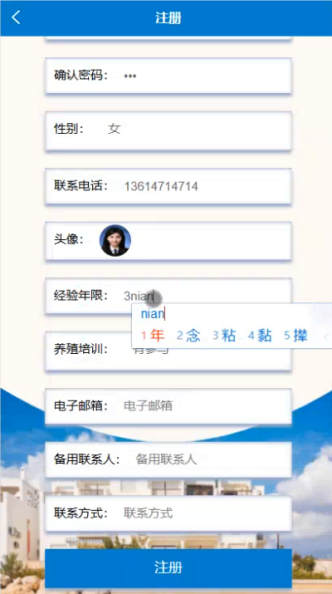 注册
确认密码： •••
性别： 女
联系电话： 13614714714
头像：
经验年限： 3nian
nian
1年 2念 3粘 4黏 5撵
养殖培训： 有参与
电子邮箱： 电子邮箱
备用联系人： 备用联系人
联系方式： 联系方式
注册